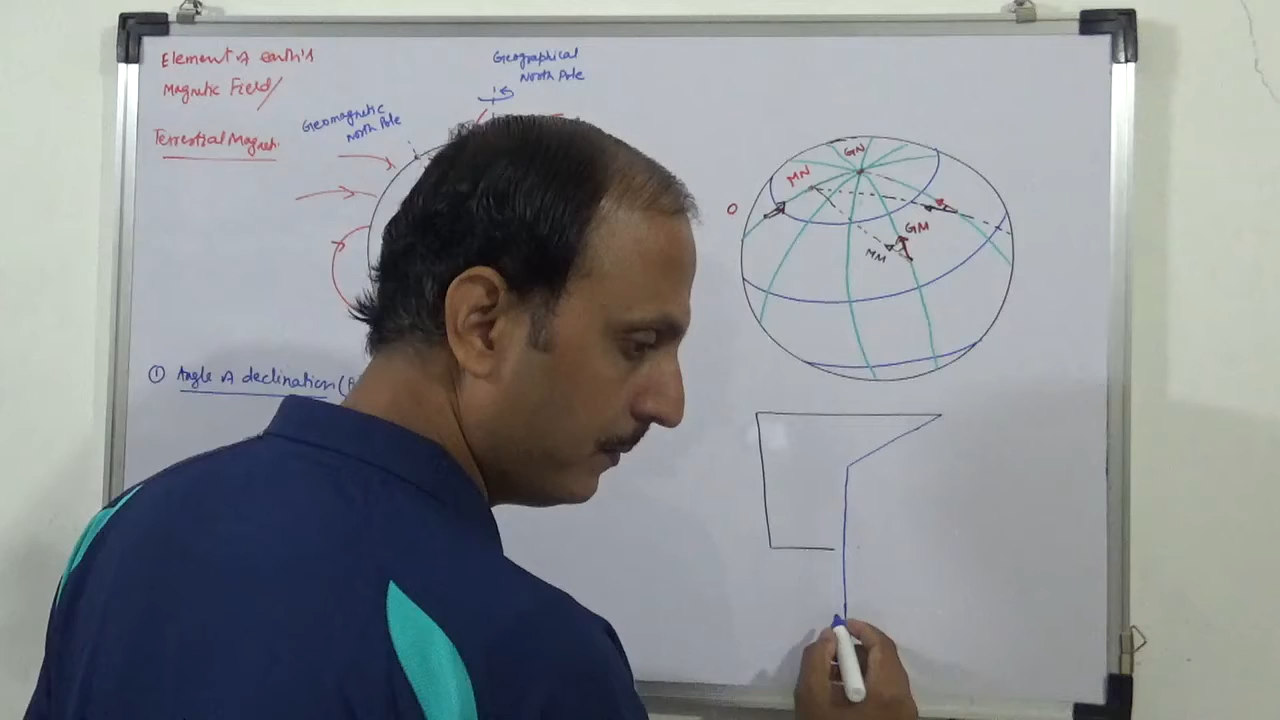 Element of earth's
Magnetic Field/
Terrestial Magneti
Geographical
North Pole
Geomagnetic
North Pole
① Angle of declination (
GN
MN
O
GM
MM